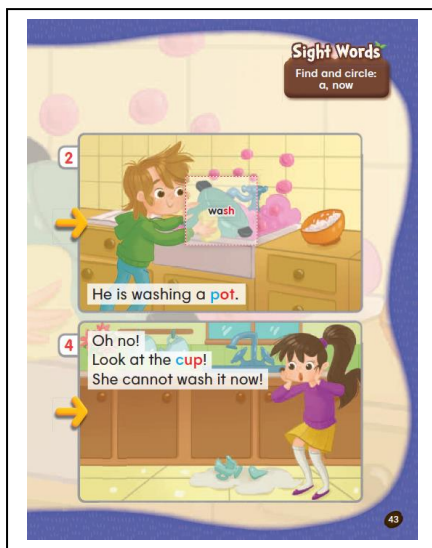 Sight Words
Find and circle:
a, now
2
wash
He is washing a pot.
4
Oh no!
Look at the cup!
She cannot wash it now!
43